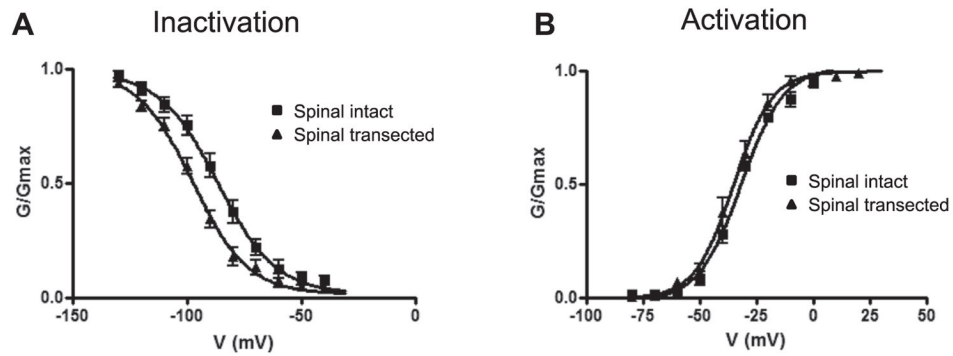 A Inactivation
1.0
0.5
0.0
G/Gmax
-150 -100 -50 0
V (mV)
Spinal intact
Spinal transected
B Activation
1.0
0.5
0.0
G/Gmax
-100 -75 -50 -25 0 25 50
V (mV)
Spinal intact
Spinal transected